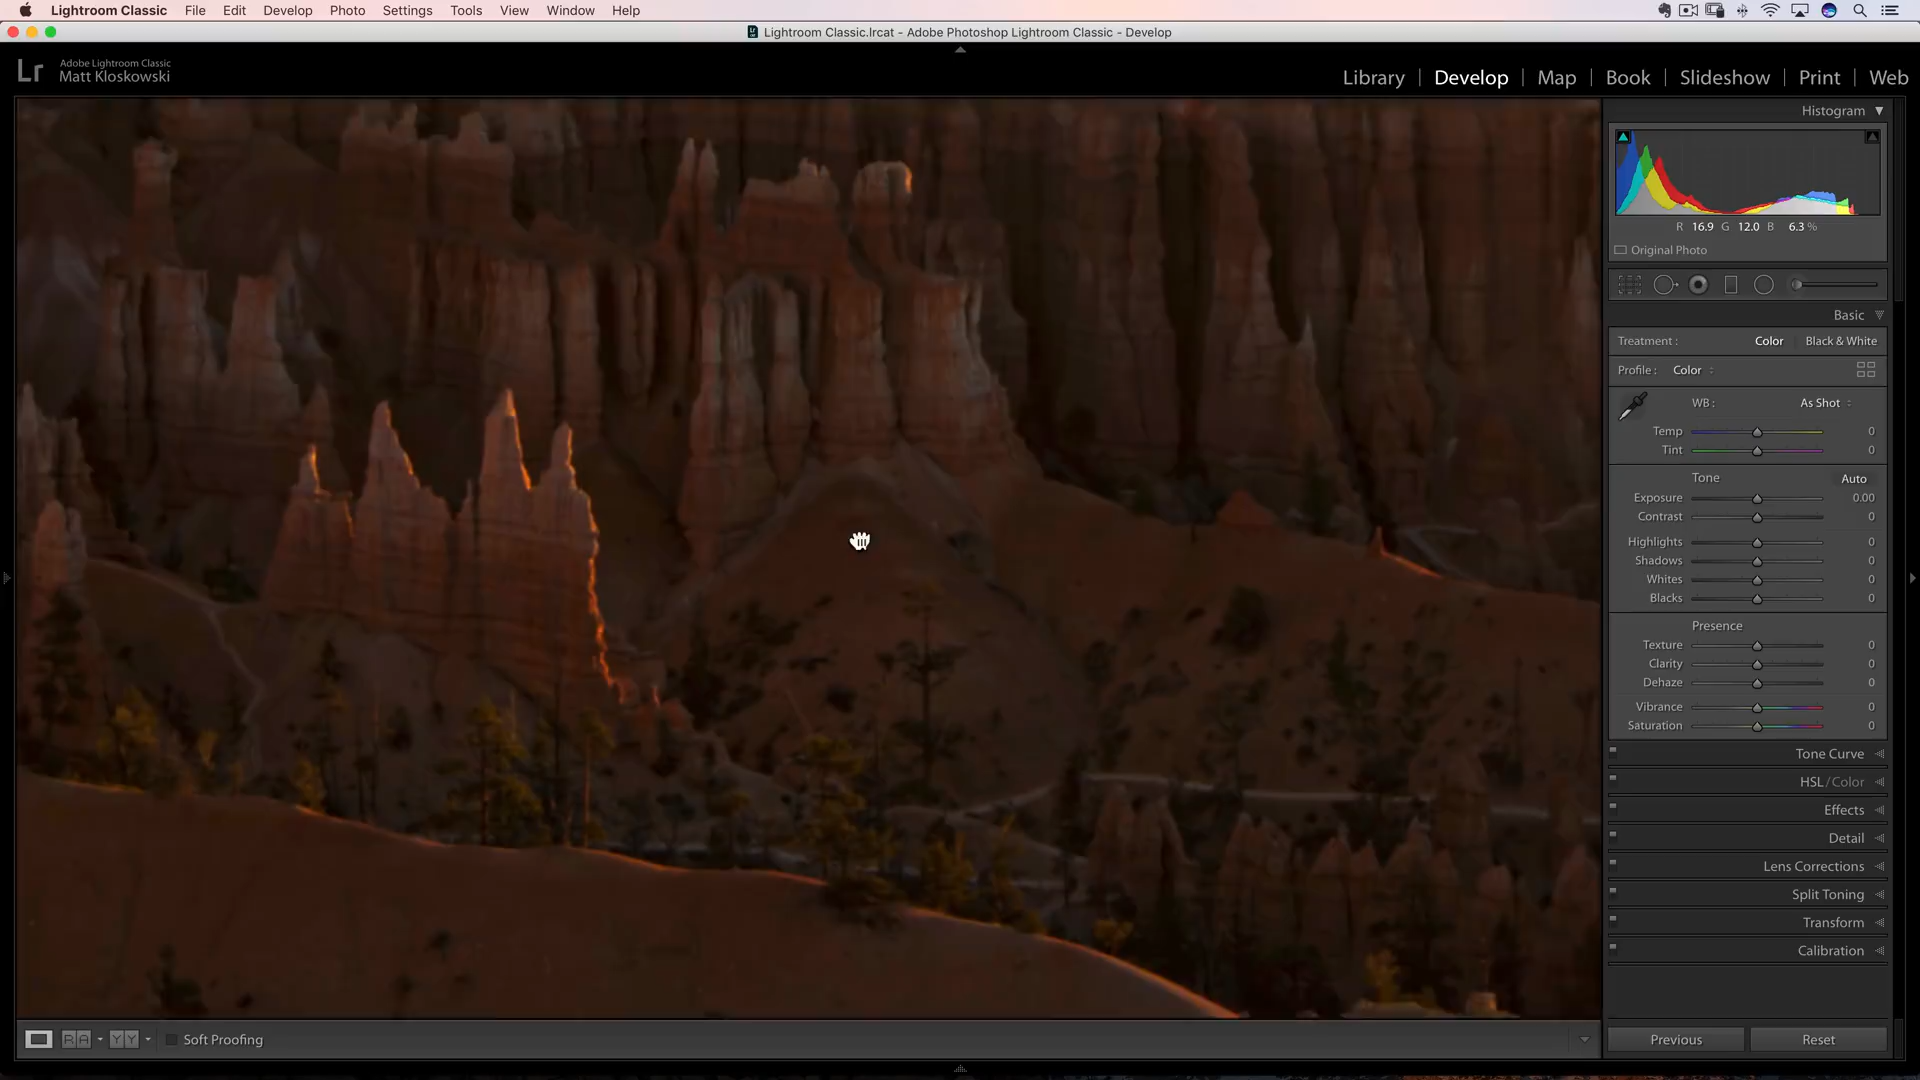 Lightroom Classic File Edit Develop Photo Settings Tools View Window Help
Lightroom Classic.lrcat - Adobe Photoshop Lightroom Classic - Develop
Lr
Adobe Lightroom Classic
Matt Kloskowski
Library | Develop | Map | Book | Slideshow | Print | Web
Histogram
R 16.9 G 12.0 B 6.3 %
Original Photo
Basic
Treatment : Color Black & White
Profile : Color
WB : As Shot
Temp 0
Tint 0
Tone Auto
Exposure 0.00
Contrast 0
Highlights 0
Shadows 0
Whites 0
Blacks 0
Presence
Texture 0
Clarity 0
Dehaze 0
Vibrance 0
Saturation 0
Tone Curve
HSL / Color
Effects
Detail
Lens Corrections
Split Toning
Transform
Calibration
RA YY Soft Proofing
Previous Reset